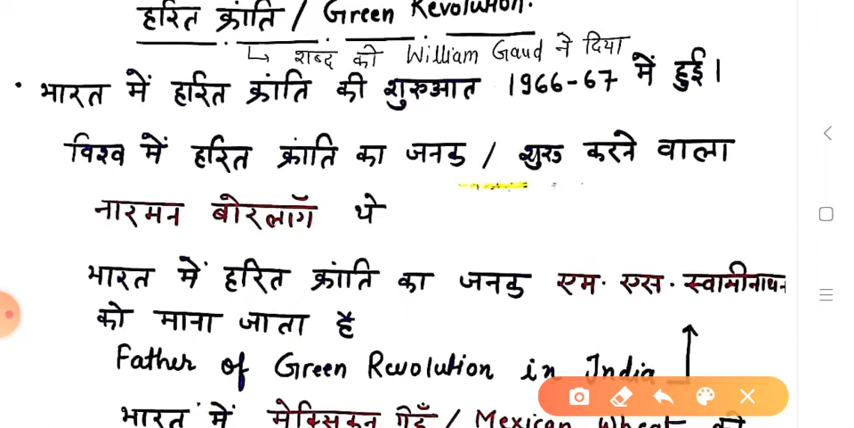 हरित क्रांति / Green Revolution.
↳ शब्द को William Gaud ने दिया
• भारत में हरित क्रांति की शुरुआत 1966-67 में हुई।
विश्व में हरित क्रांति का जनक / शुरू करने वाला
नारमन बोरलॉग थे
भारत में हरित क्रांति का जनक एम. एस. स्वामीनाथन
को माना जाता है
Father of Green Revolution in India
भारत में मेक्सिकन गेहूँ / Mexican Wheat को